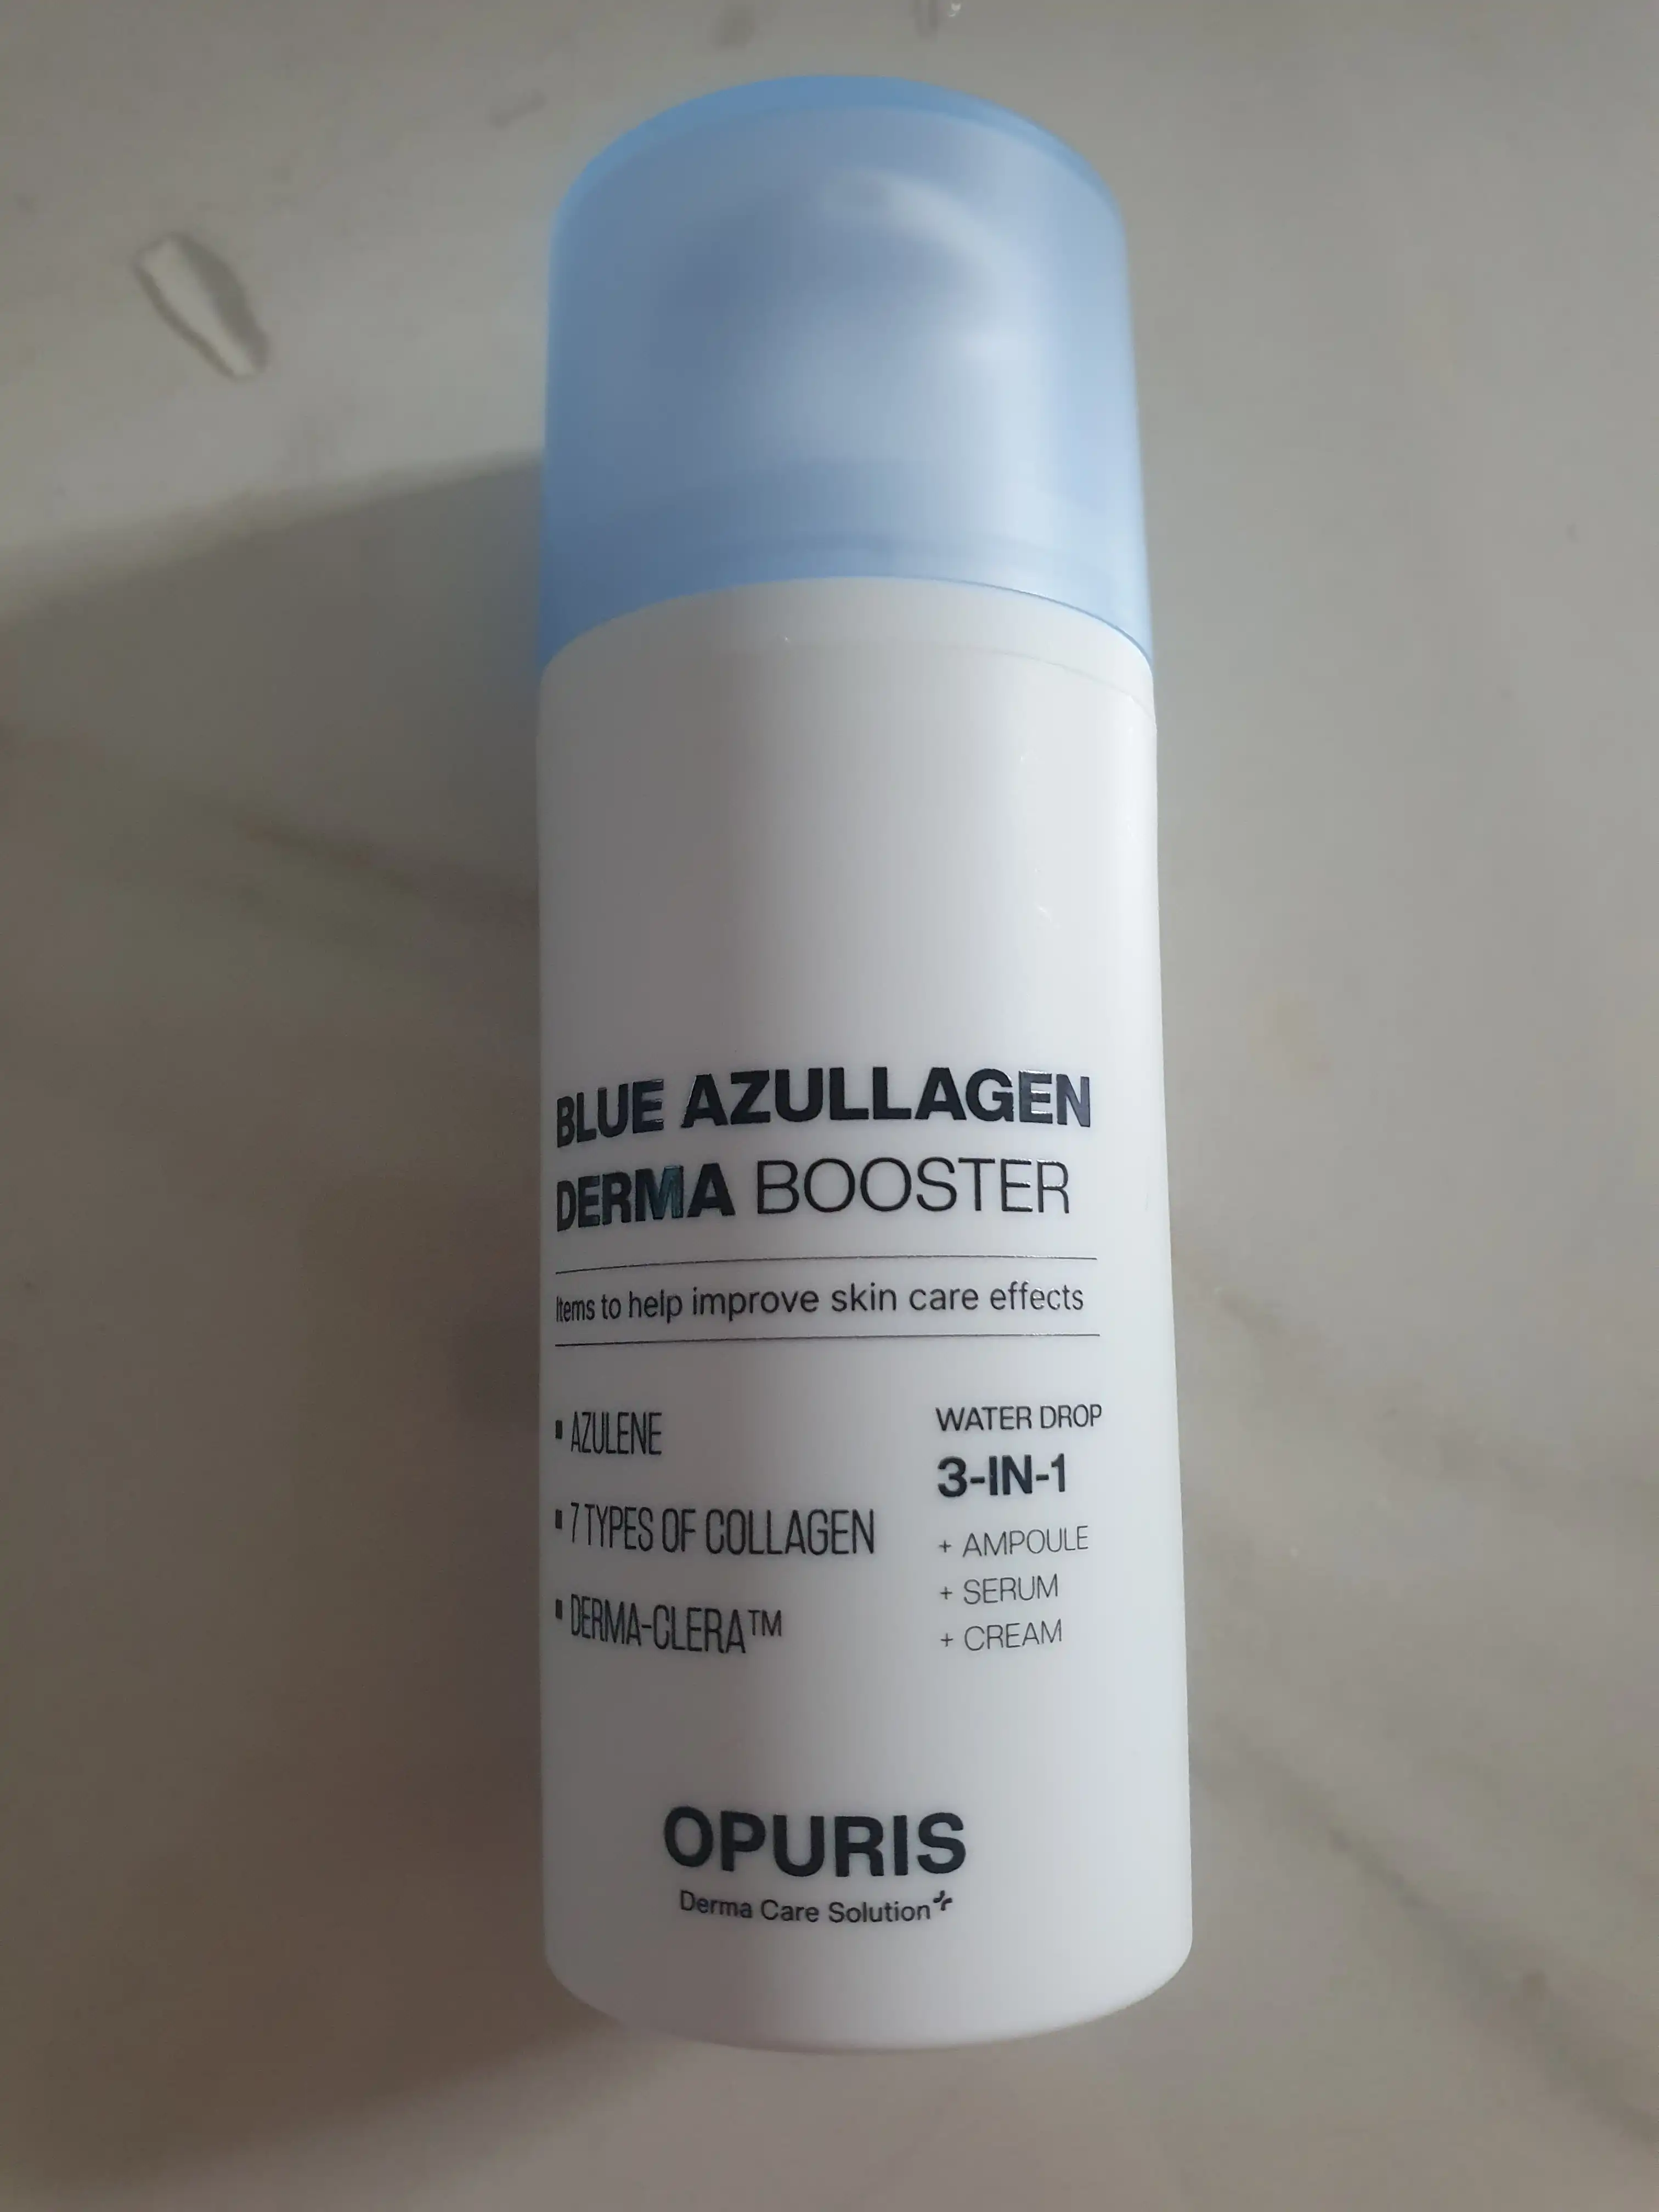 BLUE AZULLAGEN
DERMA BOOSTER
Items to help improve skin care effects
▪ AZULENE
▪ 7 TYPES OF COLLAGEN
▪ DERMA-CLERA™
WATER DROP
3-IN-1
+ AMPOULE
+ SERUM
+ CREAM
OPURIS
Derma Care Solution+